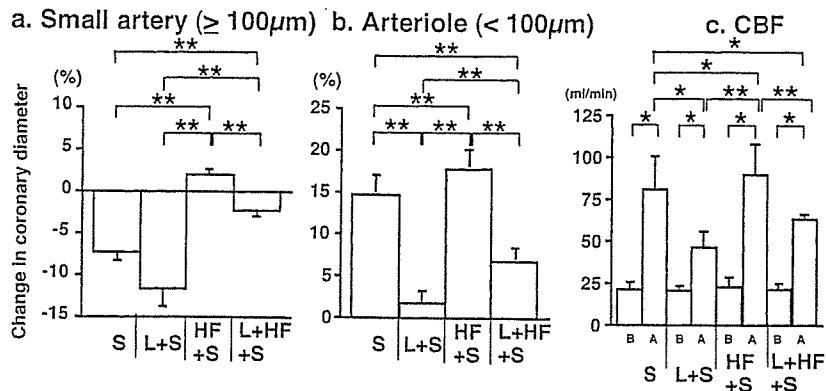 a. Small artery (≥ 100μm) b. Arteriole (< 100μm) c. CBF
** ** ** ** **
** ** ** ** ** **
* * * ** ** * * * *
(%) (%) (ml/min)
Change in coronary diameter
10
5
0
-5
-10
-15
S L+S HF+S L+HF+S
25
20
15
10
5
0
S L+S HF+S L+HF+S
125
100
75
50
25
0
B A B A B A B A
S L+S HF+S L+HF+S